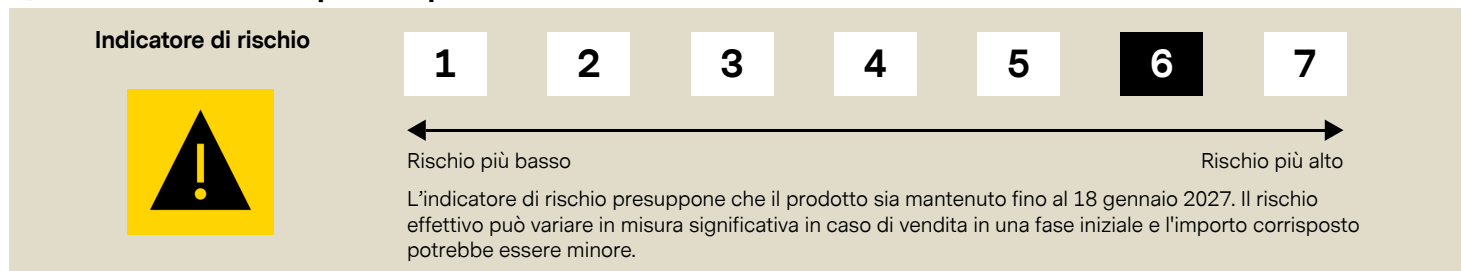 Indicatore di rischio
1 2 3 4 5 6 7
Rischio più basso Rischio più alto
L'indicatore di rischio presuppone che il prodotto sia mantenuto fino al 18 gennaio 2027. Il rischio
effettivo può variare in misura significativa in caso di vendita in una fase iniziale e l'importo corrisposto
potrebbe essere minore.